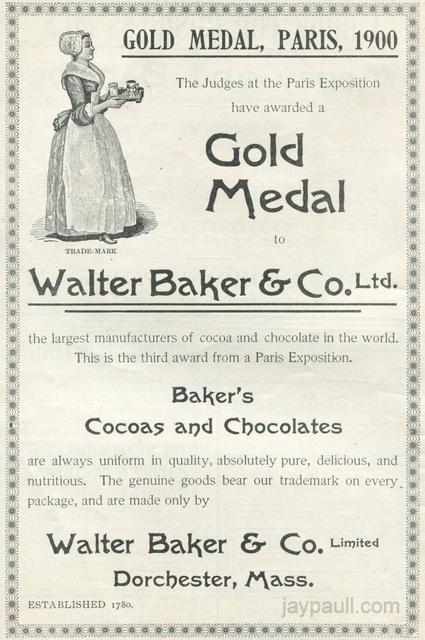 GOLD MEDAL, PARIS, 1900
The Judges at the Paris Exposition
have awarded a
Gold
Medal
to
TRADE-MARK
Walter Baker & Co. Ltd.
the largest manufacturers of cocoa and chocolate in the world.
This is the third award from a Paris Exposition.
Baker's
Cocoas and Chocolates
are always uniform in quality, absolutely pure, delicious, and
nutritious. The genuine goods bear our trademark on every
package, and are made only by
Walter Baker & Co. Limited
Dorchester, Mass.
ESTABLISHED 1780.
jaypaull.com